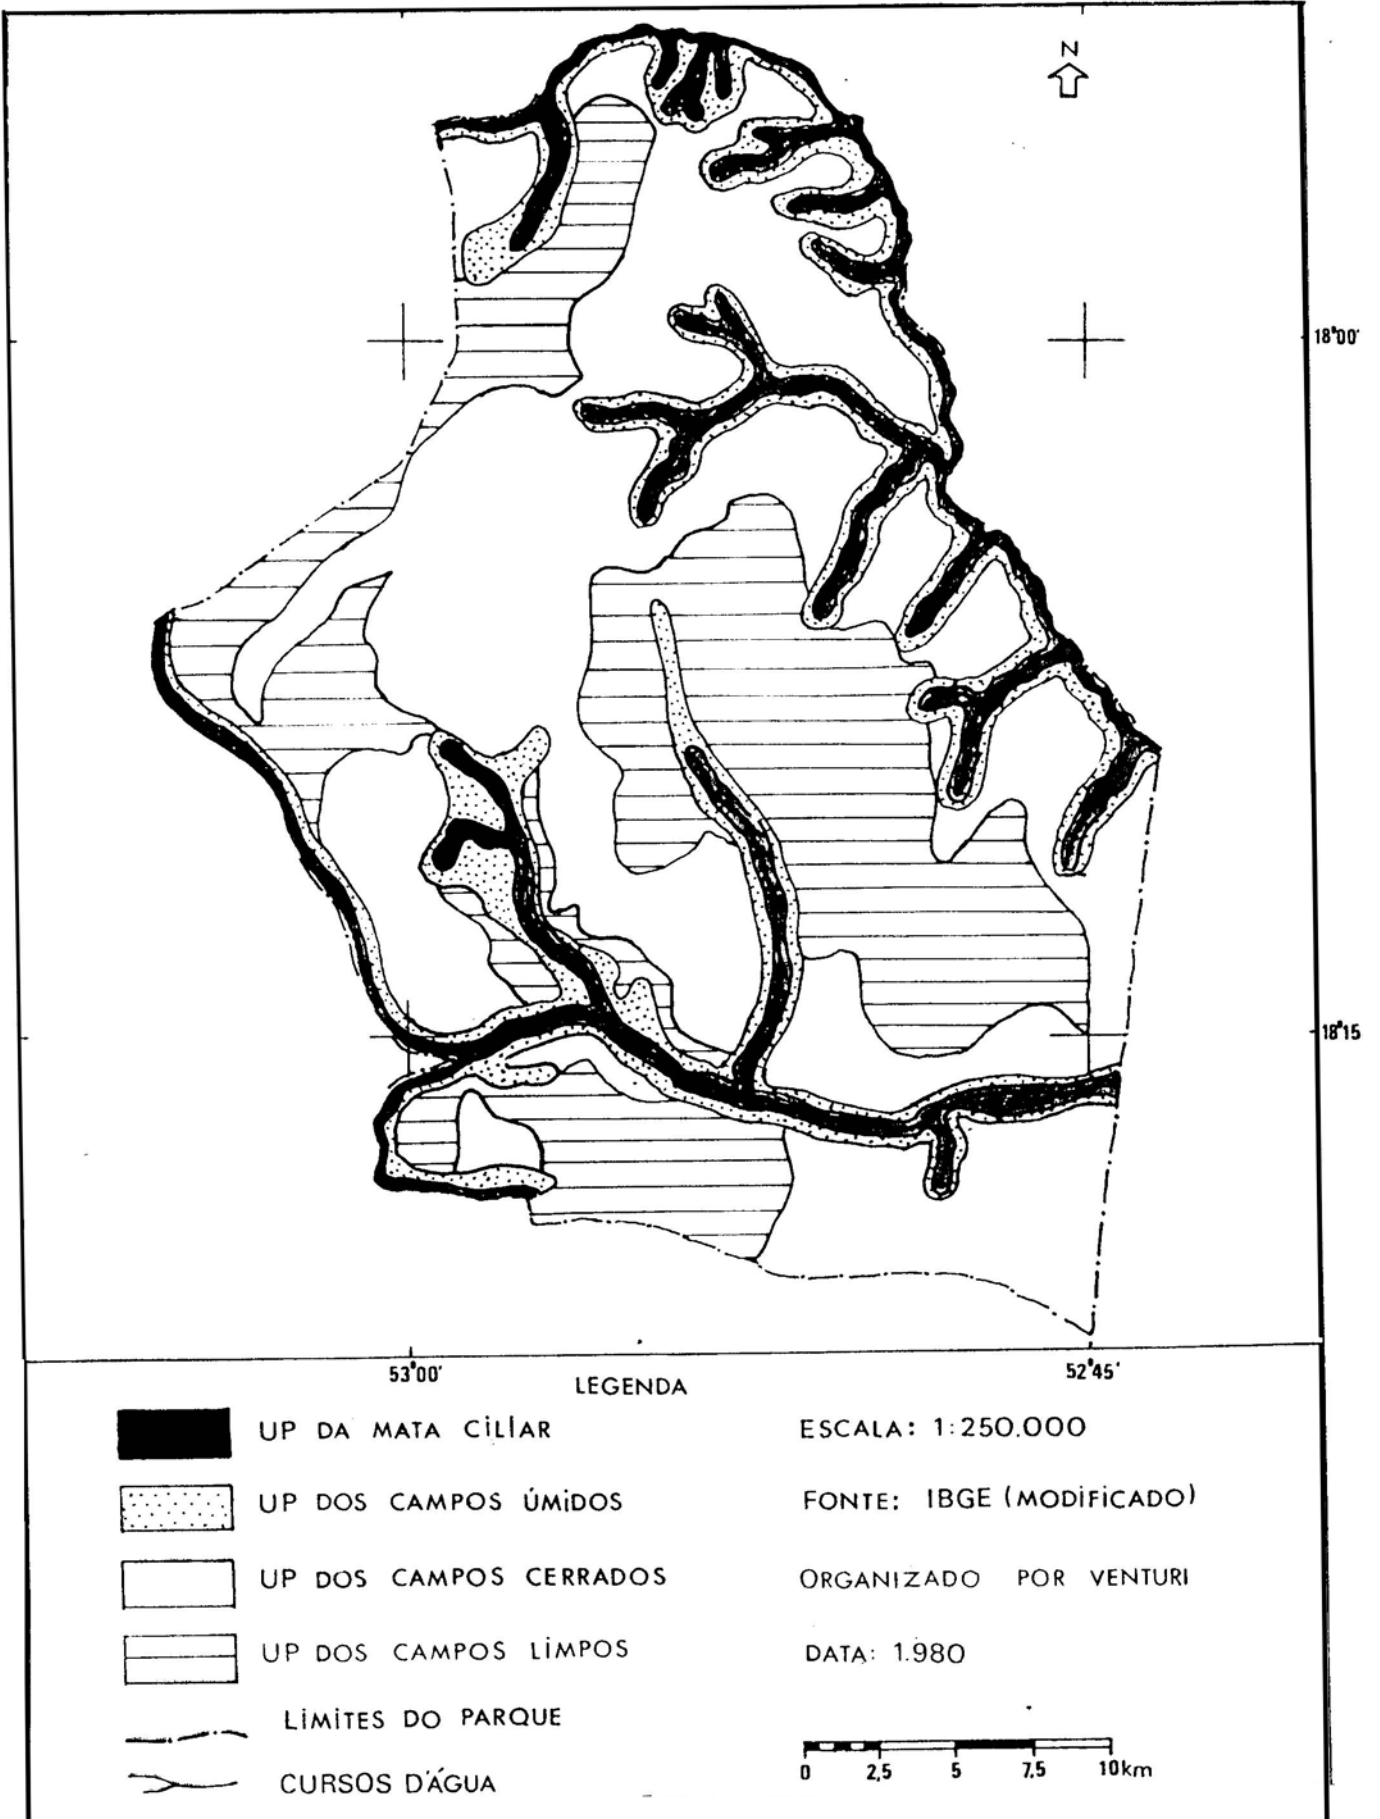 N
18°00'
18°15
53°00'
52°45'
LEGENDA
UP DA MATA CILIAR
ESCALA: 1:250.000
UP DOS CAMPOS ÚMIDOS
FONTE: IBGE (MODIFICADO)
UP DOS CAMPOS CERRADOS
ORGANIZADO POR VENTURI
UP DOS CAMPOS LIMPOS
DATA: 1.980
LIMITES DO PARQUE
CURSOS D'ÁGUA
0 2,5 5 7,5 10km